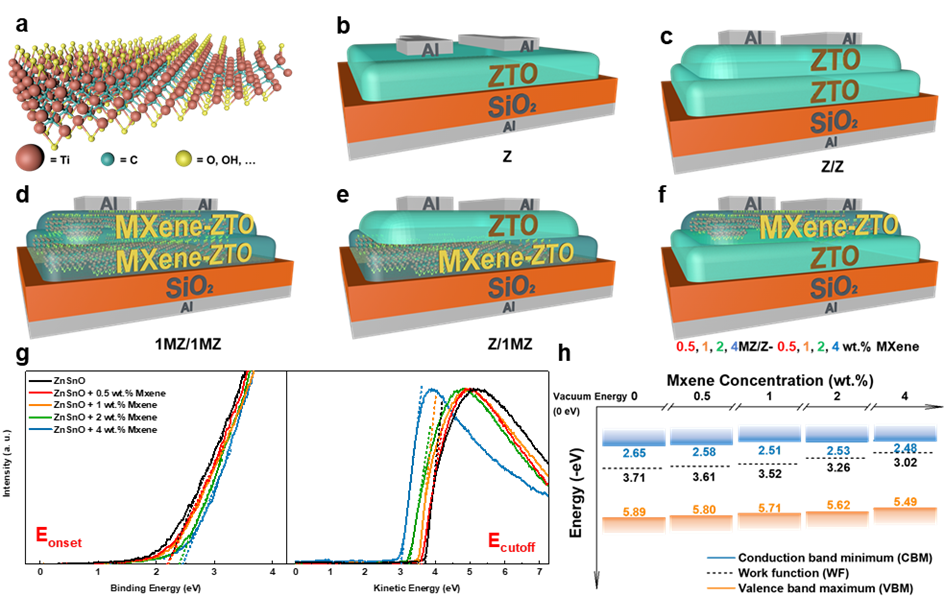 a
= Ti
= C
= O, OH, ...
b
Al
Al
ZTO
SiO₂
Al
Z
c
Al
Al
ZTO
ZTO
SiO₂
Al
Z/Z
d
Al
Al
MXene-ZTO
MXene-ZTO
SiO₂
Al
1MZ/1MZ
e
Al
Al
ZTO
MXene-ZTO
SiO₂
Al
Z/1MZ
f
Al
Al
MXene-ZTO
ZTO
SiO₂
Al
0.5, 1, 2, 4MZ/Z- 0.5, 1, 2, 4 wt.% MXene
g
ZnSnO
ZnSnO + 0.5 wt.% Mxene
ZnSnO + 1 wt.% Mxene
ZnSnO + 2 wt.% Mxene
ZnSnO + 4 wt.% Mxene
Intensity (a. u.)
Eonset
Ecutoff
0 1 2 3 4
0 1 2 3 4 5 6 7
Binding Energy (eV)
Kinetic Energy (eV)
h
Mxene Concentration (wt.%)
Vacuum Energy 0 0.5 1 2 4
(0 eV)
Energy (-eV)
2.65 2.58 2.51 2.53 2.48
3.71 3.61 3.52 3.26 3.02
5.89 5.80 5.71 5.62 5.49
Conduction band minimum (CBM)
Work function (WF)
Valence band maximum (VBM)